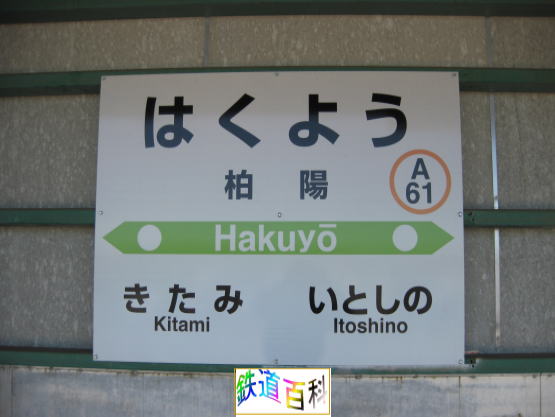 はくよう
柏陽
A
61
Hakuyō
きたみ いとしの
Kitami Itoshino
鉄道百科